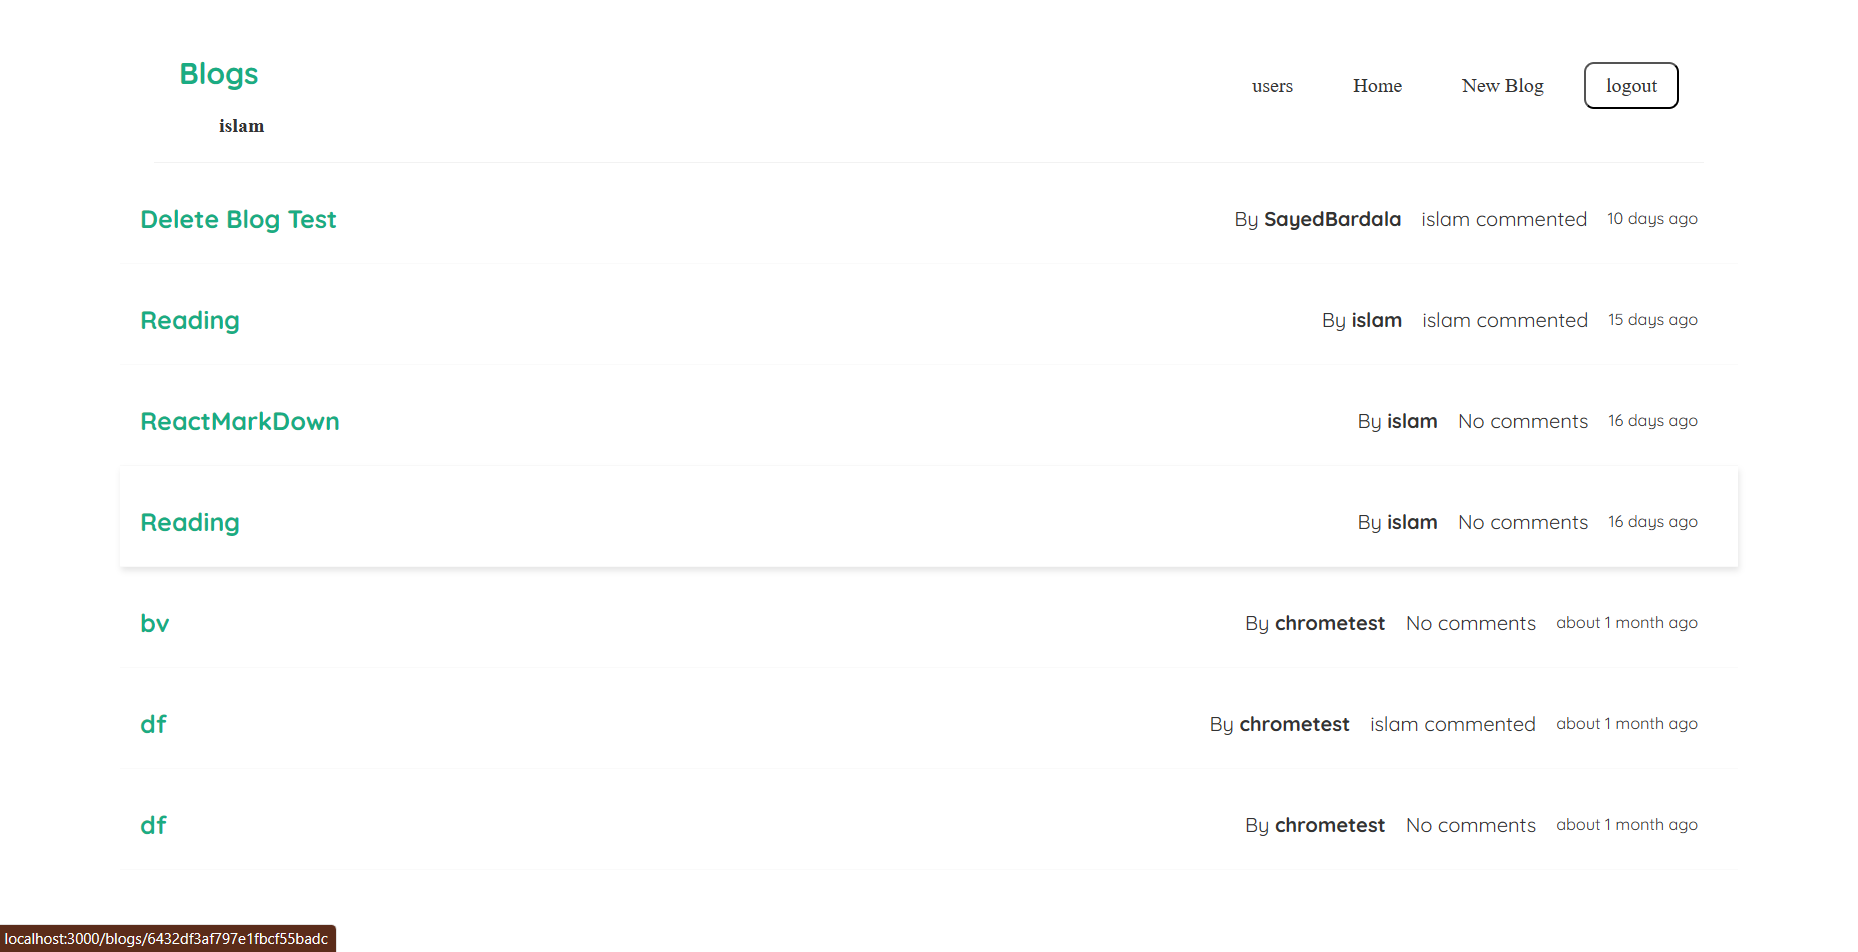 Blogs
islam
users Home New Blog logout
Delete Blog Test By SayedBardala islam commented 10 days ago
Reading By islam islam commented 15 days ago
ReactMarkDown By islam No comments 16 days ago
Reading By islam No comments 16 days ago
bv By chrometest No comments about 1 month ago
df By chrometest islam commented about 1 month ago
df By chrometest No comments about 1 month ago
localhost:3000/blogs/6432df3af797e1fbcf55badc